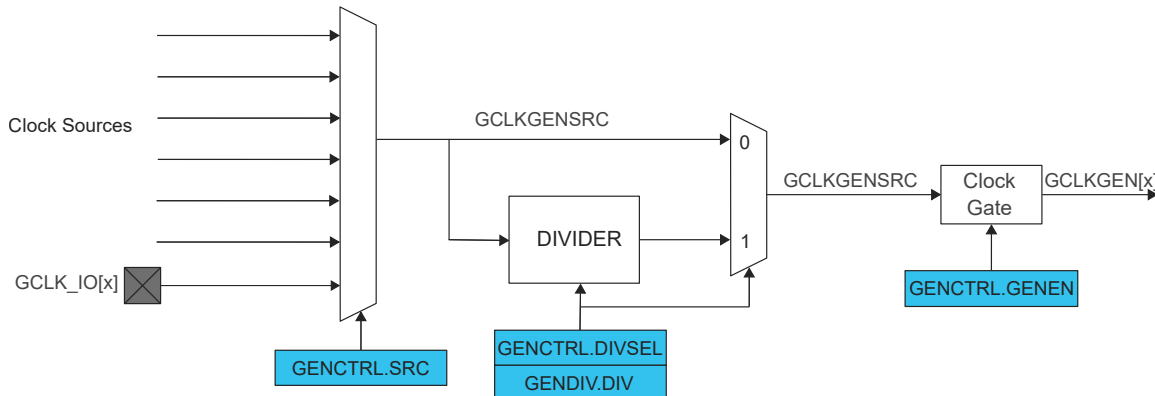 GCLKGENSRC
0
Clock Sources
GCLKGENSRC
Clock
Gate
GCLKGEN[x]
DIVIDER
1
GCLK_IO[x]
GENCTRL.GENEN
GENCTRL.SRC
GENCTRL.DIVSEL
GENDIV.DIV